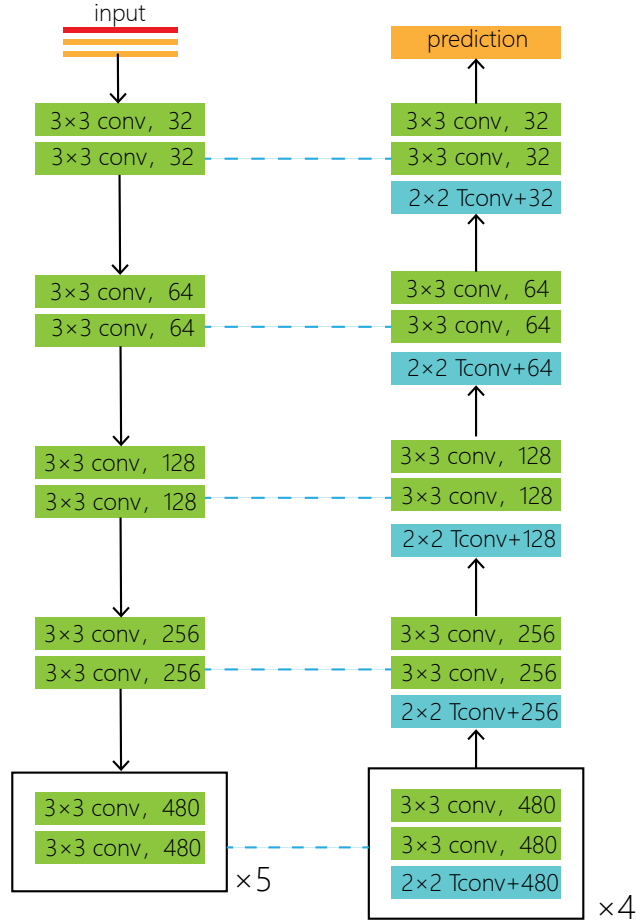 input
3×3 conv, 32
3×3 conv, 32
3×3 conv, 64
3×3 conv, 64
3×3 conv, 128
3×3 conv, 128
3×3 conv, 256
3×3 conv, 256
3×3 conv, 480
3×3 conv, 480
×5
prediction
3×3 conv, 32
3×3 conv, 32
2×2 Tconv+32
3×3 conv, 64
3×3 conv, 64
2×2 Tconv+64
3×3 conv, 128
3×3 conv, 128
2×2 Tconv+128
3×3 conv, 256
3×3 conv, 256
2×2 Tconv+256
3×3 conv, 480
3×3 conv, 480
2×2 Tconv+480
×4